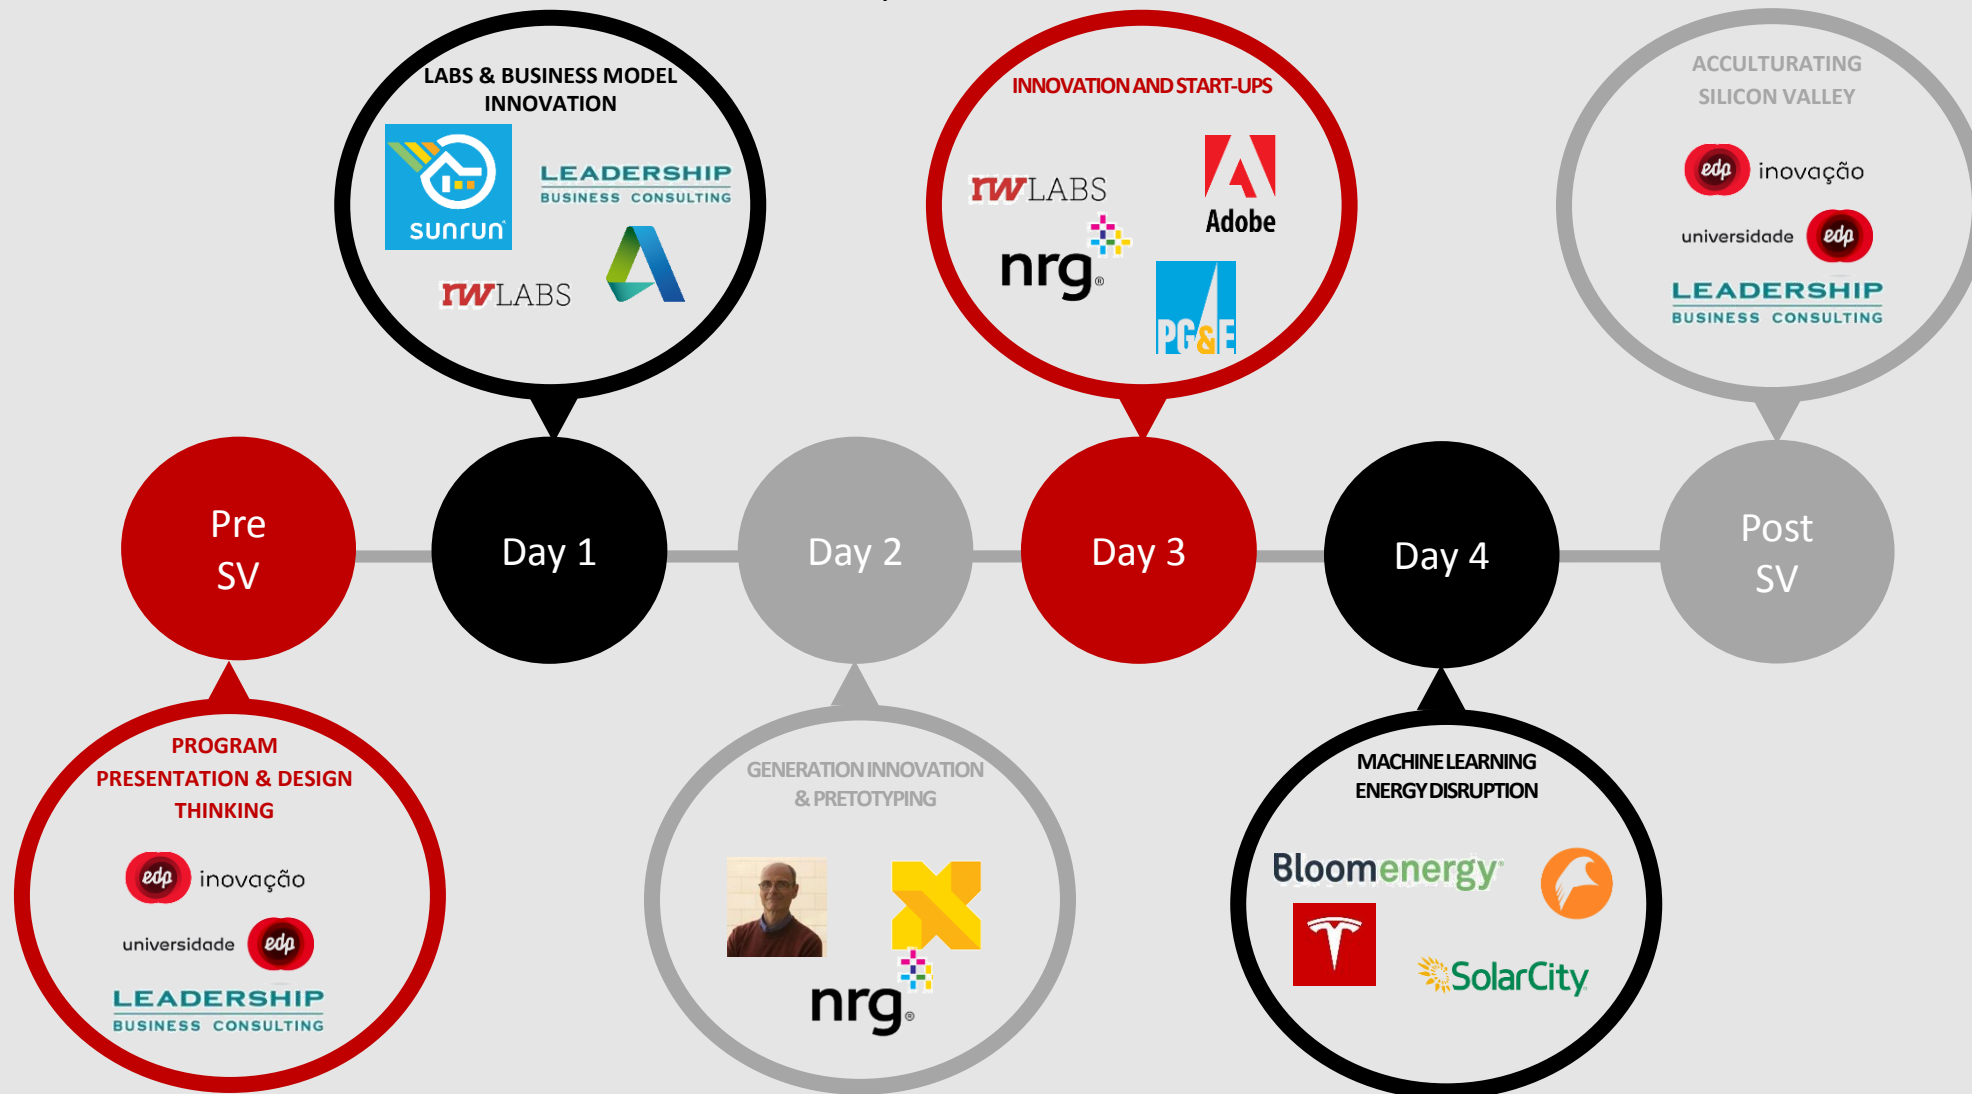 LABS & BUSINESS MODEL
INNOVATION
sunrun
LEADERSHIP
BUSINESS CONSULTING
rwLABS
INNOVATION AND START-UPS
rwLABS
Adobe
nrg®
PG&E
ACCULTURATING
SILICON VALLEY
edp inovação
universidade edp
LEADERSHIP
BUSINESS CONSULTING
Pre
SV
Day 1
Day 2
Day 3
Day 4
Post
SV
PROGRAM
PRESENTATION & DESIGN
THINKING
edp inovação
universidade edp
LEADERSHIP
BUSINESS CONSULTING
GENERATION INNOVATION
& PRETOTYPING
nrg®
MACHINE LEARNING
ENERGY DISRUPTION
Bloomenergy®
SolarCity